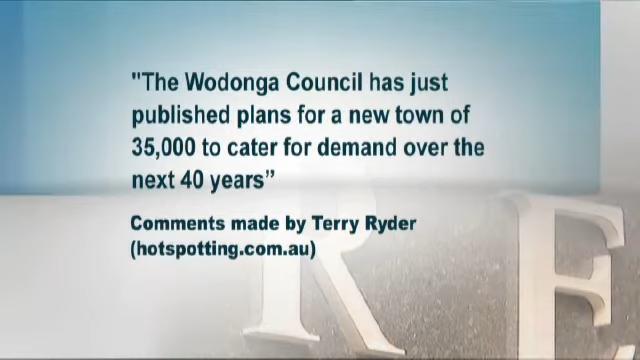 "The Wodonga Council has just
published plans for a new town of
35,000 to cater for demand over the
next 40 years”
Comments made by Terry Ryder
(hotspotting.com.au)
R E